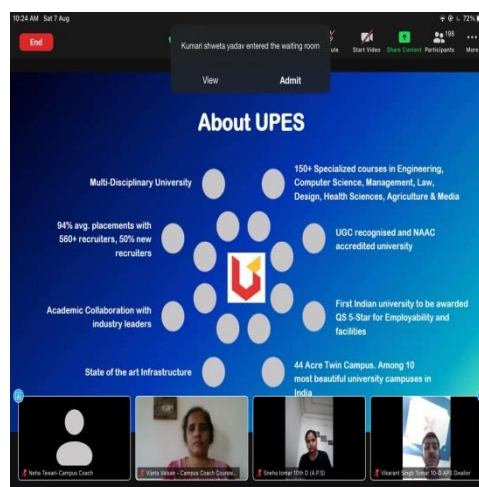 10:24 AM Sat 7 Aug
72%
End
Kumari shweta yadav entered the waiting room
View
Admit
Start Video
Share Content
198
Participants
More
About UPES
Multi-Disciplinary University
94% avg. placements with
560+ recruiters, 50% new
recruiters
Academic Collaboration with
industry leaders
State of the art Infrastructure
150+ Specialized courses in Engineering,
Computer Science, Management, Law,
Design, Health Sciences, Agriculture & Media
UGC recognised and NAAC
accredited university
First Indian university to be awarded
QS 5-Star for Employability and
facilities
44 Acre Twin Campus. Among 10
most beautiful university campuses in
India
Neha Tewari-Campus Coach
Campus Coach
Sneha tomar 10th D (A.P.S)
Vikarant Singh Tomar 10-D APS Gwalior